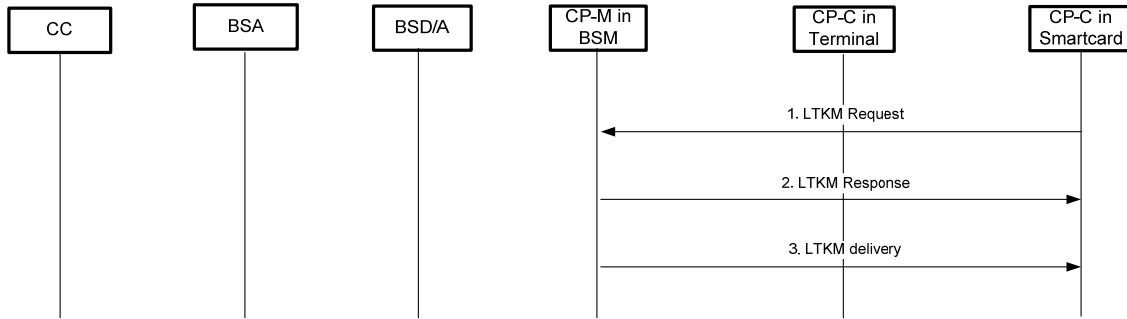 CC
BSA
BSD/A
CP-M in
BSM
CP-C in
Terminal
CP-C in
Smartcard
1. LTKM Request
2. LTKM Response
3. LTKM delivery